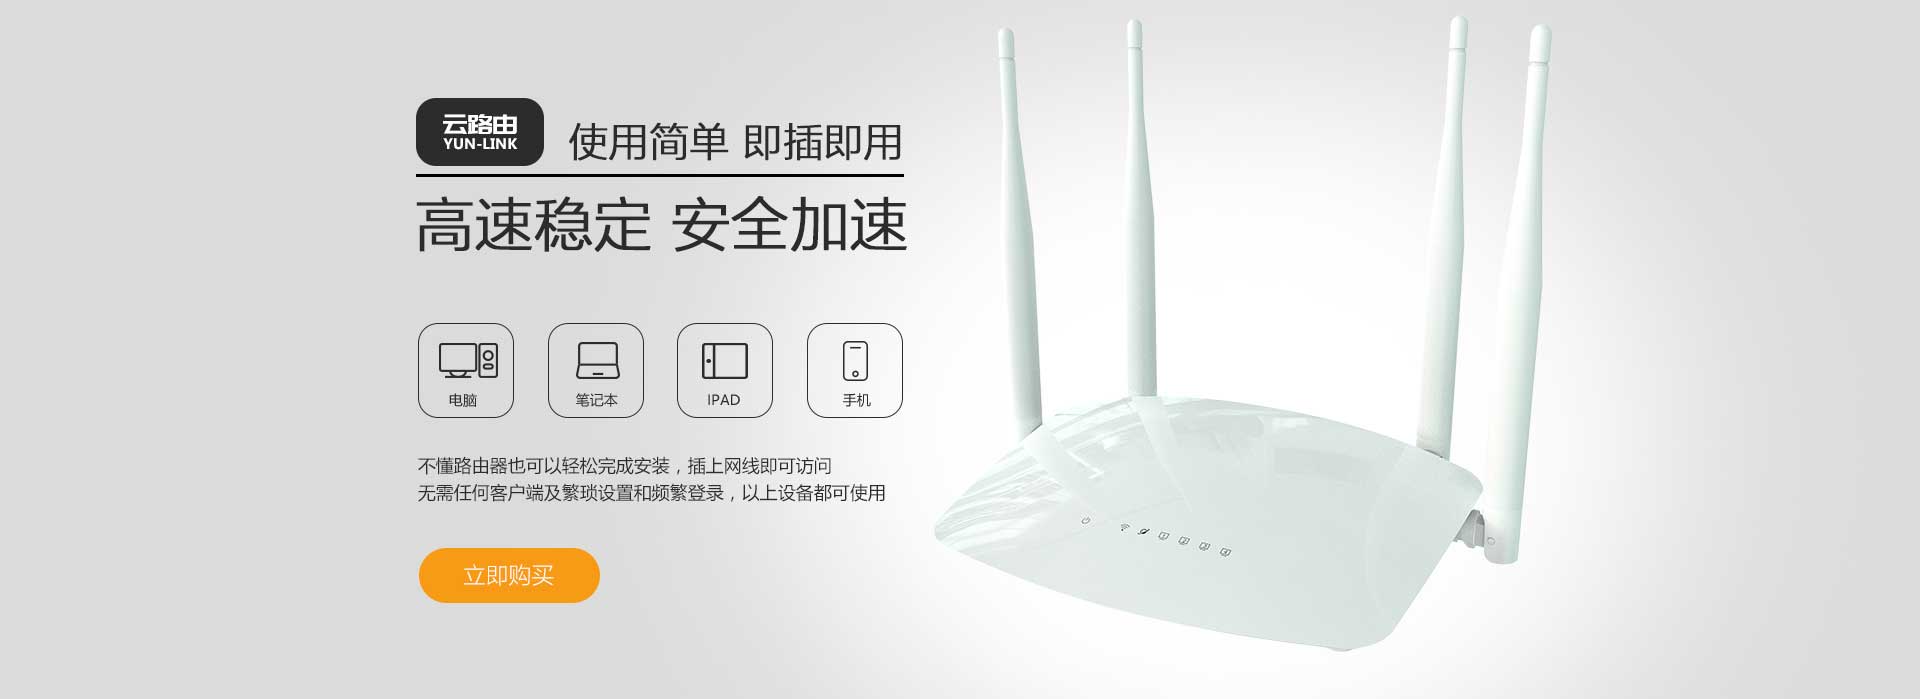 云路由
YUN-LINK
使用简单 即插即用
高速稳定 安全加速
电脑
笔记本
IPAD
手机
不懂路由器也可以轻松完成安装，插上网线即可访问
无需任何客户端及繁琐设置和频繁登录，以上设备都可使用
立即购买